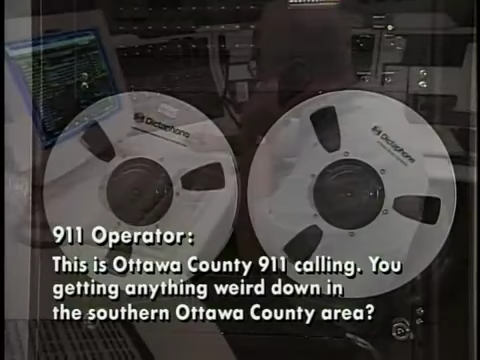 Dictaphone
Dictaphone
911 Operator:
This is Ottawa County 911 calling. You
getting anything weird down in
the southern Ottawa County area?